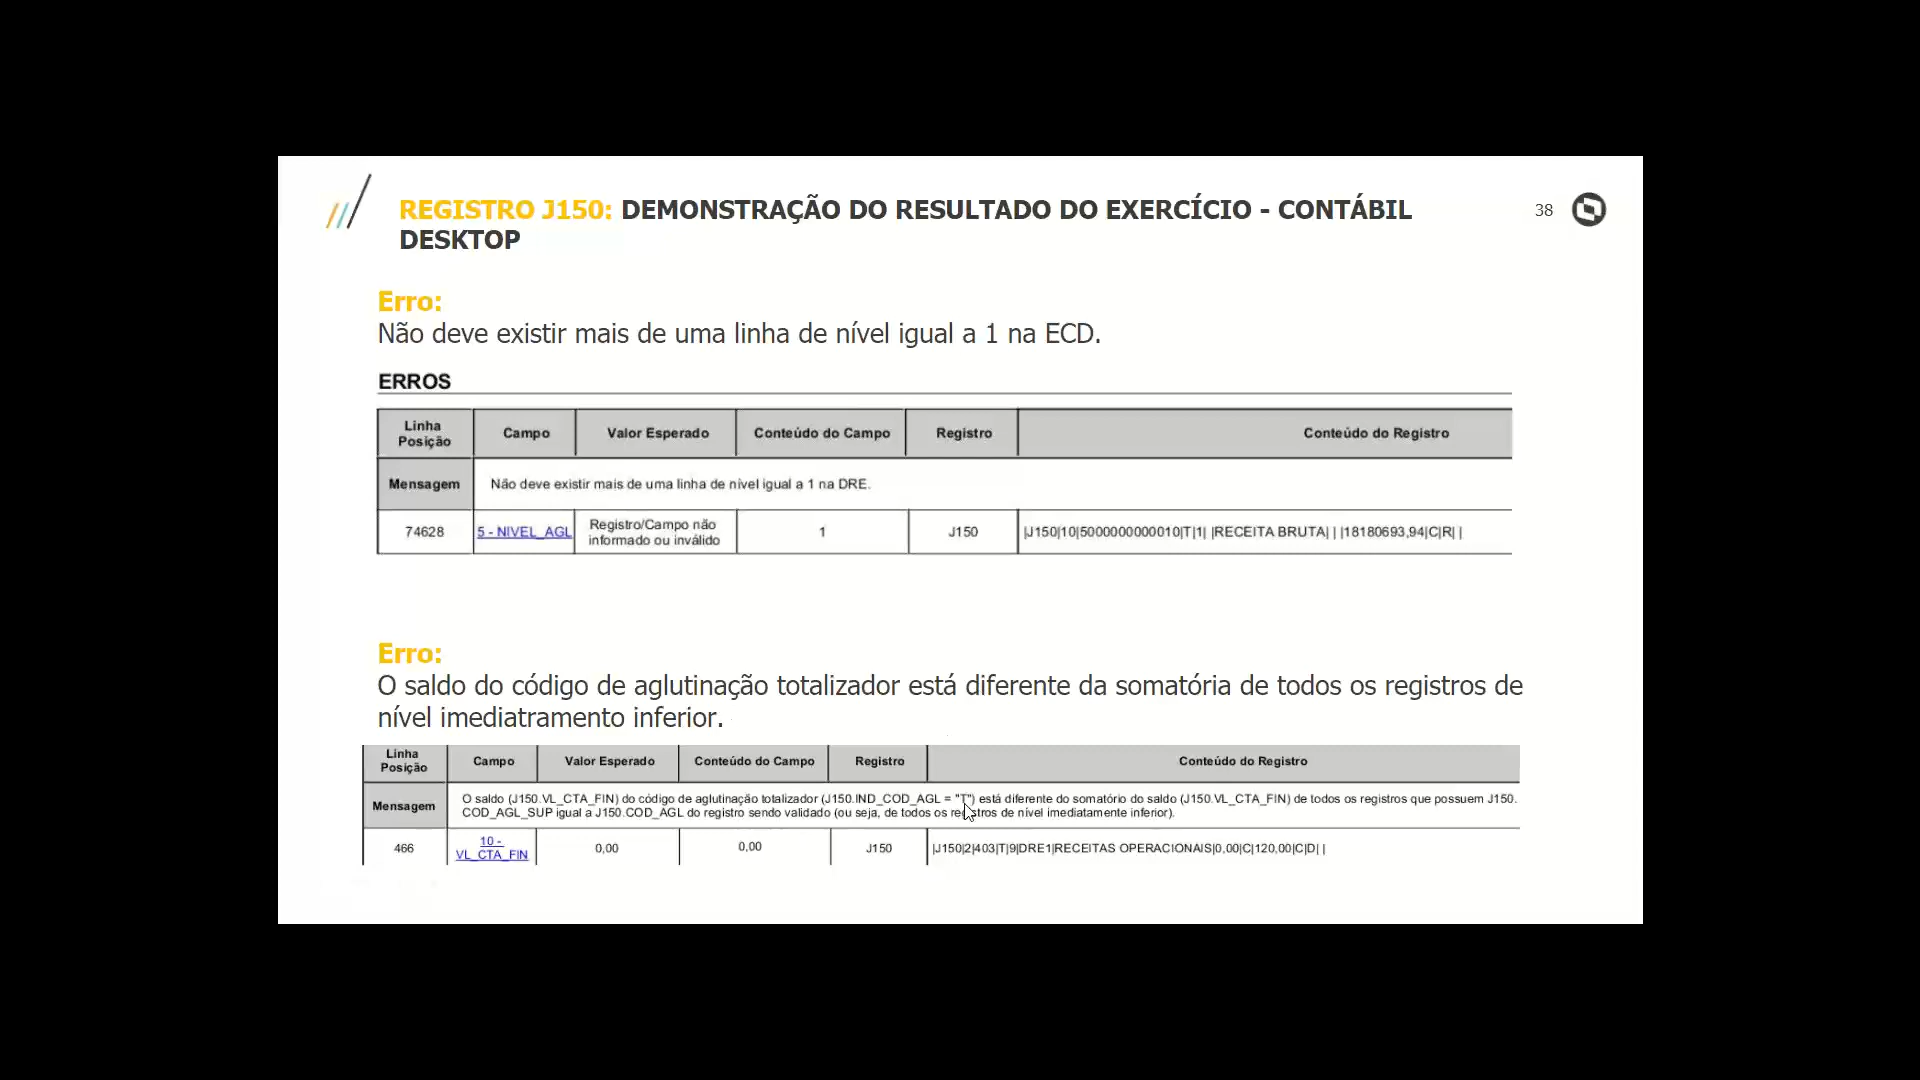 REGISTRO J150: DEMONSTRAÇÃO DO RESULTADO DO EXERCÍCIO - CONTÁBIL
DESKTOP
38
Erro:
Não deve existir mais de uma linha de nível igual a 1 na ECD.
ERROS
Linha Posição | Campo | Valor Esperado | Conteúdo do Campo | Registro | Conteúdo do Registro
Mensagem | Não deve existir mais de uma linha de nível igual a 1 na DRE.
74628 | 5 - NIVEL_AGL | Registro/Campo não informado ou inválido | 1 | J150 | |J150|10|5000000000010|T|1| |RECEITA BRUTA| | |18180693,94|C|R| |
Erro:
O saldo do código de aglutinação totalizador está diferente da somatória de todos os registros de
nível imediatramento inferior.
Linha Posição | Campo | Valor Esperado | Conteúdo do Campo | Registro | Conteúdo do Registro
Mensagem | O saldo (J150.VL_CTA_FIN) do código de aglutinação totalizador (J150.IND_COD_AGL = "T") está diferente do somatório do saldo (J150.VL_CTA_FIN) de todos os registros que possuem J150.
COD_AGL_SUP igual a J150.COD_AGL do registro sendo validado (ou seja, de todos os registros de nível imediatamente inferior).
466 | 10 - VL_CTA_FIN | 0,00 | 0,00 | J150 | |J150|2|403|T|9|DRE1|RECEITAS OPERACIONAIS|0,00|C|120,00|C|D| |